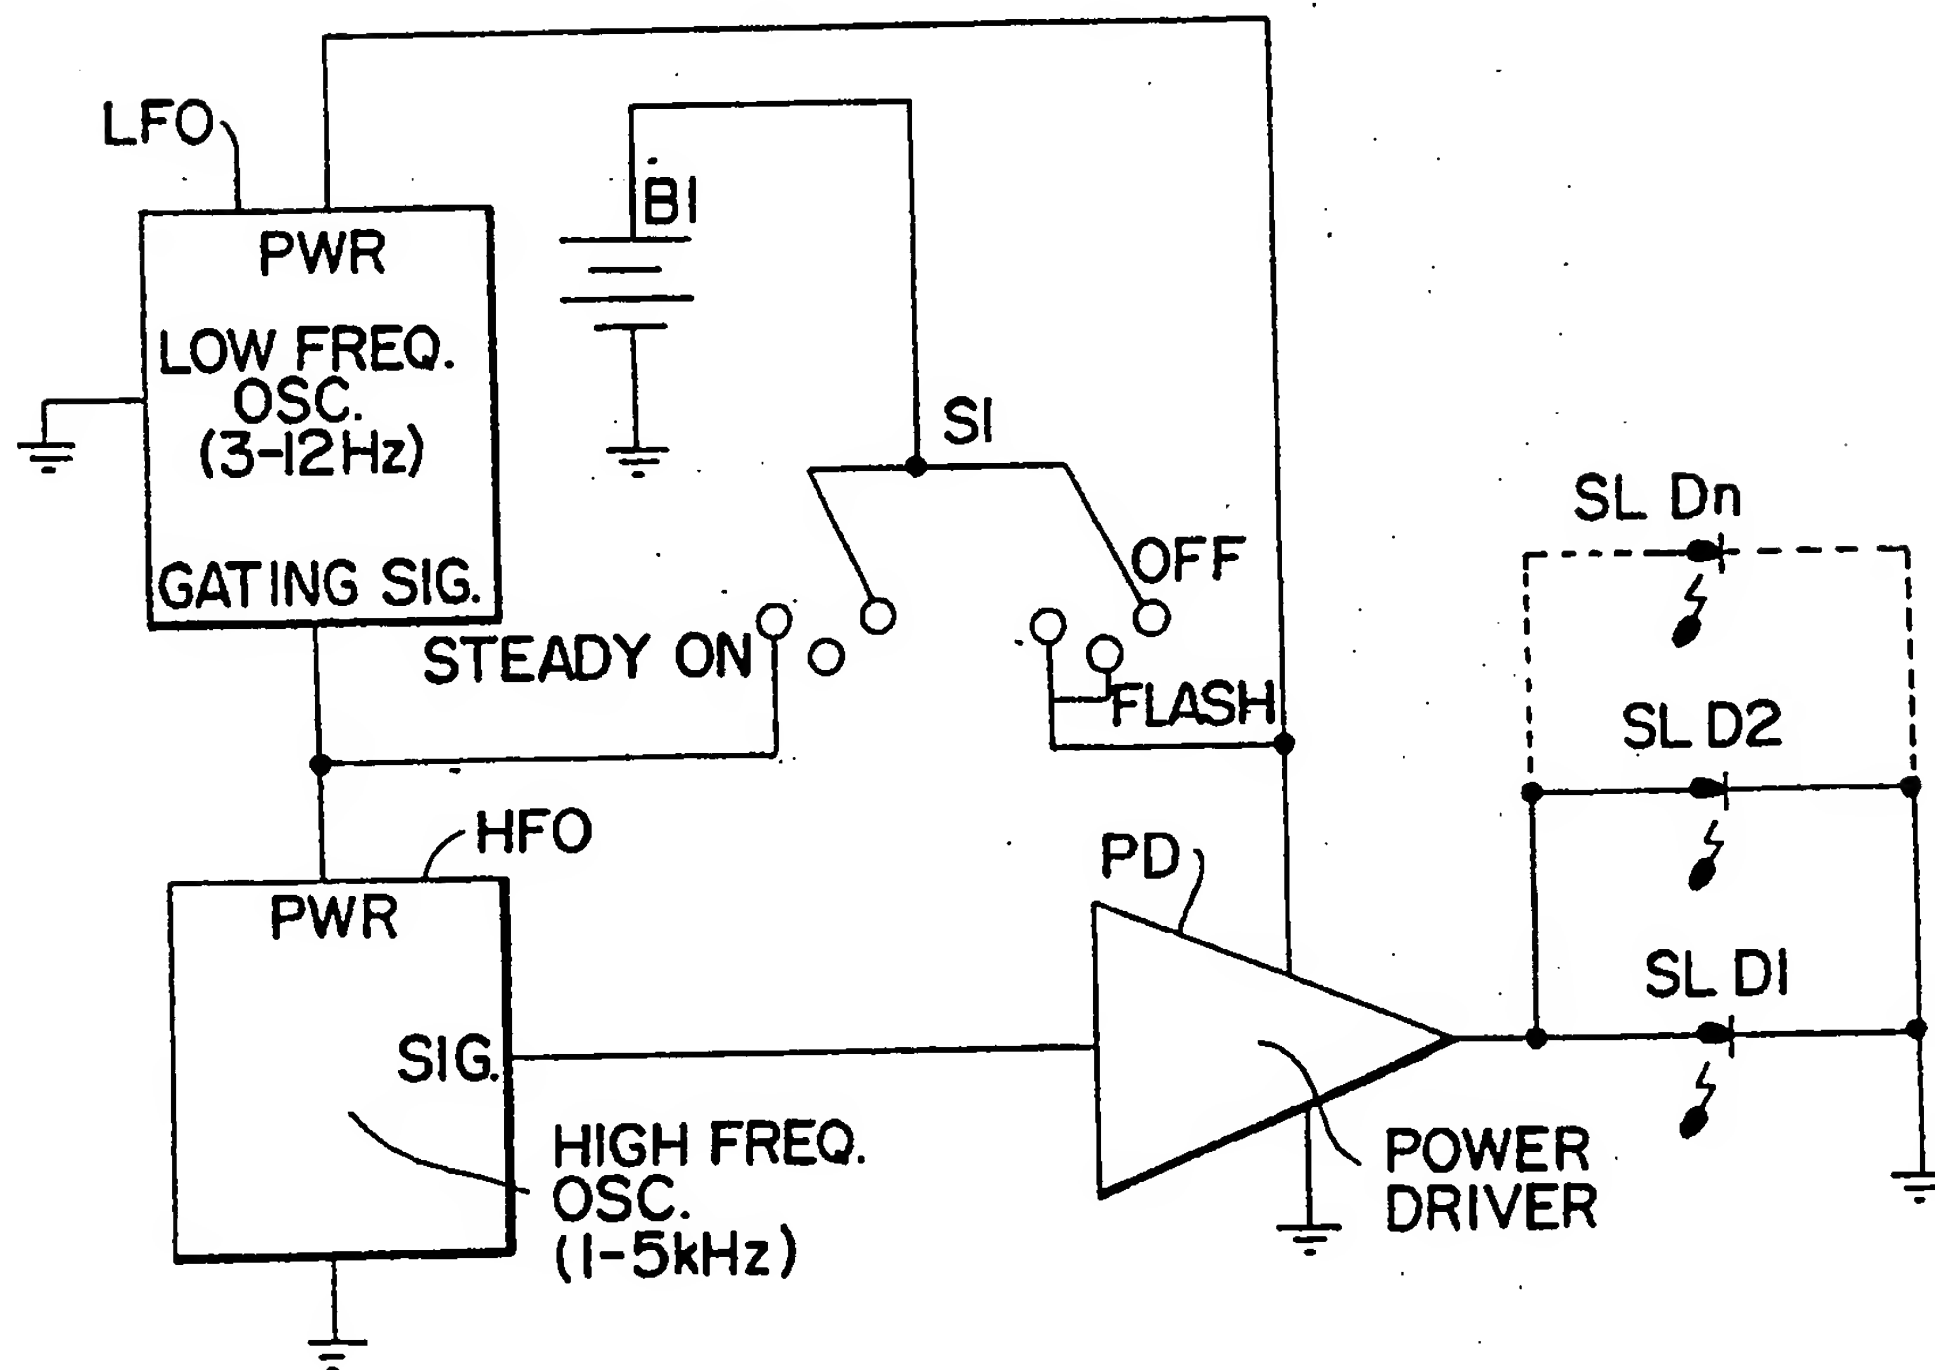 LFO
PWR
LOW FREQ.
OSC.
(3-12Hz)
GATING SIG.
B1
S1
OFF
STEADY ON
FLASH
HFO
PWR
SIG.
HIGH FREQ.
OSC.
(1-5kHz)
PD
POWER
DRIVER
SL Dn
SL D2
SL D1